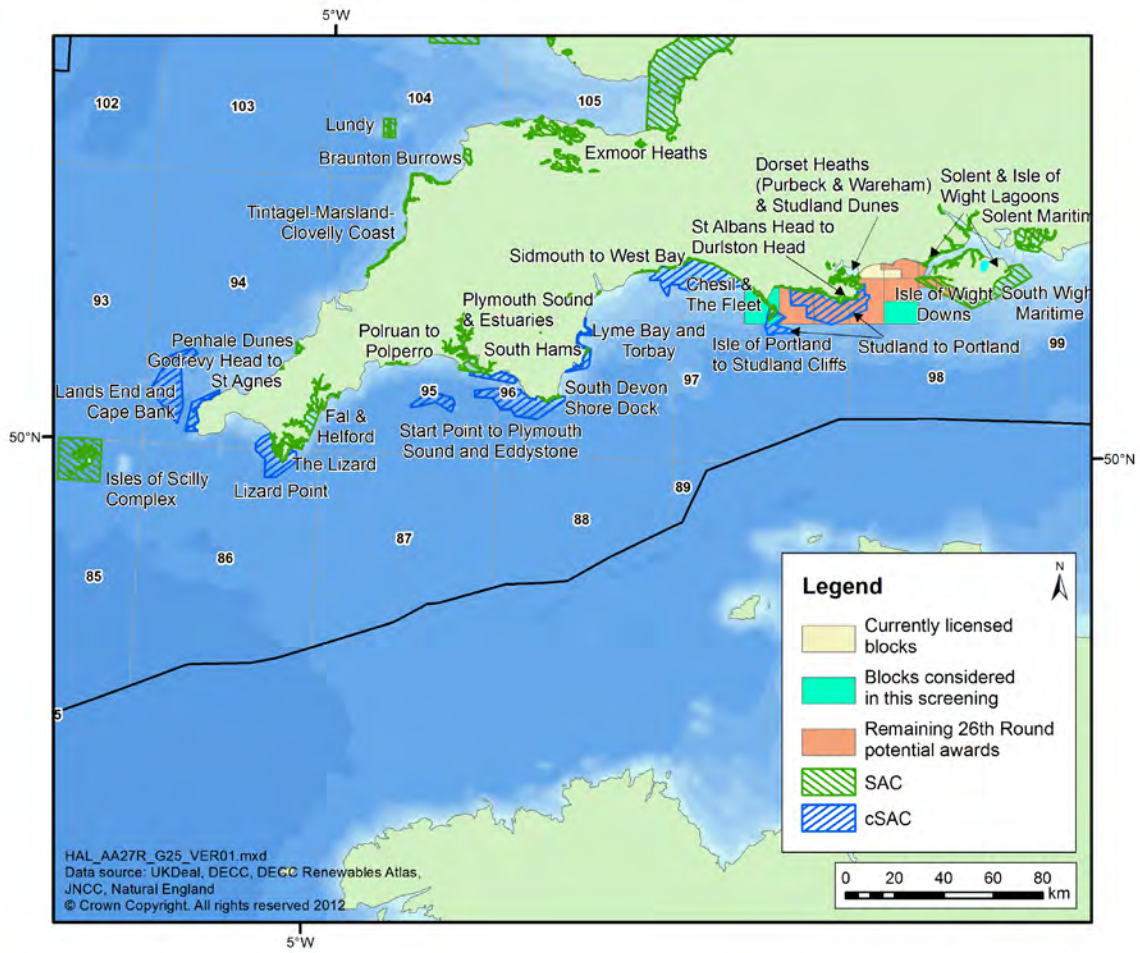 5°W
102
103
104
105
Lundy
Braunton Burrows
Exmoor Heaths
Dorset Heaths
(Purbeck & Wareham)
& Studland Dunes
Solent & Isle of
Wight Lagoons
Solent Maritim
St Albans Head to
Durlston Head
Tintagel-Marsland-
Clovelly Coast
Sidmouth to West Bay
94
93
Chesil &
The Fleet
Plymouth Sound
& Estuaries
Isle of Wight
Downs
South Wigh
Maritime
Polruan to
Polperro
South Hams
Lyme Bay and
Torbay
Isle of Portland
to Studland Cliffs
Studland to Portland
99
Penhale Dunes
Godrevy Head to
St Agnes
97
98
Lands End and
Cape Bank
95
96
South Devon
Shore Dock
Fal &
Helford
Start Point to Plymouth
Sound and Eddystone
50°N
50°N
The Lizard
Isles of Scilly
Complex
Lizard Point
89
88
87
86
85
5
Legend
N
Currently licensed
blocks
Blocks considered
in this screening
Remaining 26th Round
potential awards
SAC
cSAC
HAL_AA27R_G25_VER01.mxd
Data source: UKDeal, DECC, DECC Renewables Atlas,
JNCC, Natural England
© Crown Copyright. All rights reserved 2012
0 20 40 60 80
km
5°W